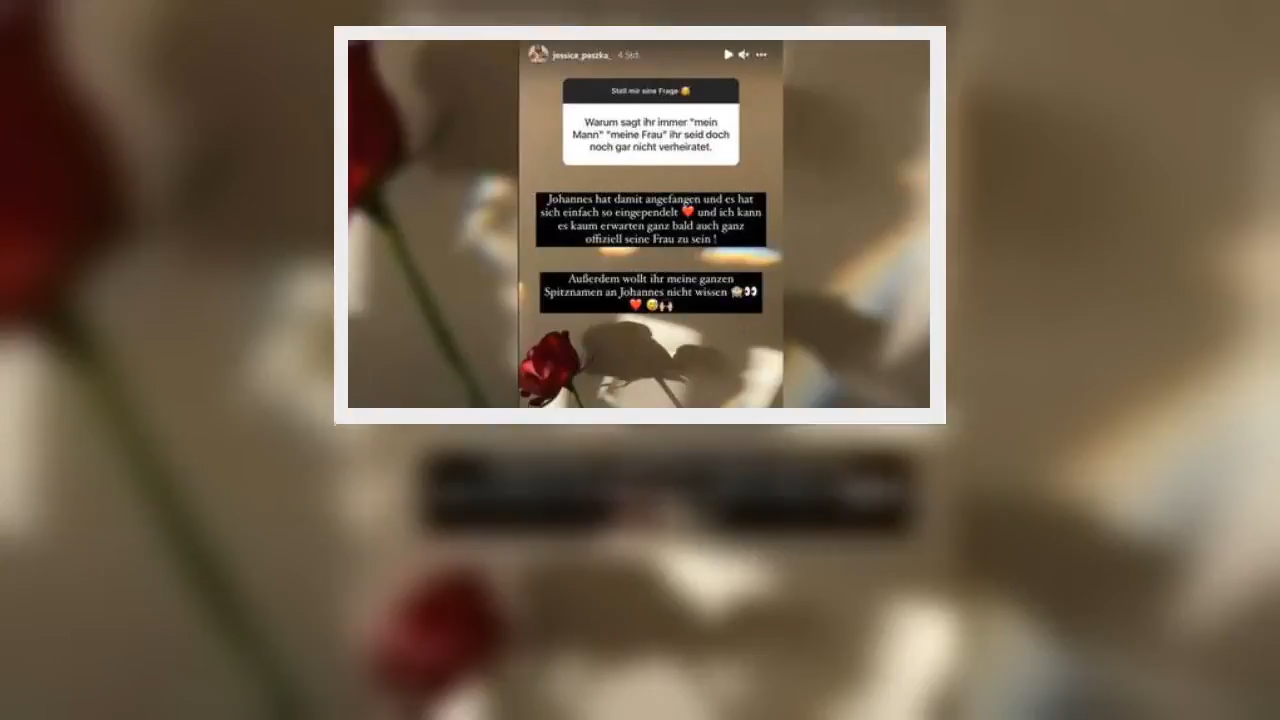 jessica_paszka_ 4 Std.
Stell mir eine Frage 😅
Warum sagt ihr immer "mein
Mann" "meine Frau" ihr seid doch
noch gar nicht verheiratet.
Johannes hat damit angefangen und es hat
sich einfach so eingependelt ❤️ und ich kann
es kaum erwarten ganz bald auch ganz
offiziell seine Frau zu sein !
Außerdem wollt ihr meine ganzen
Spitznamen an Johannes nicht wissen 🙊👀
❤️ 😅🙌🏼